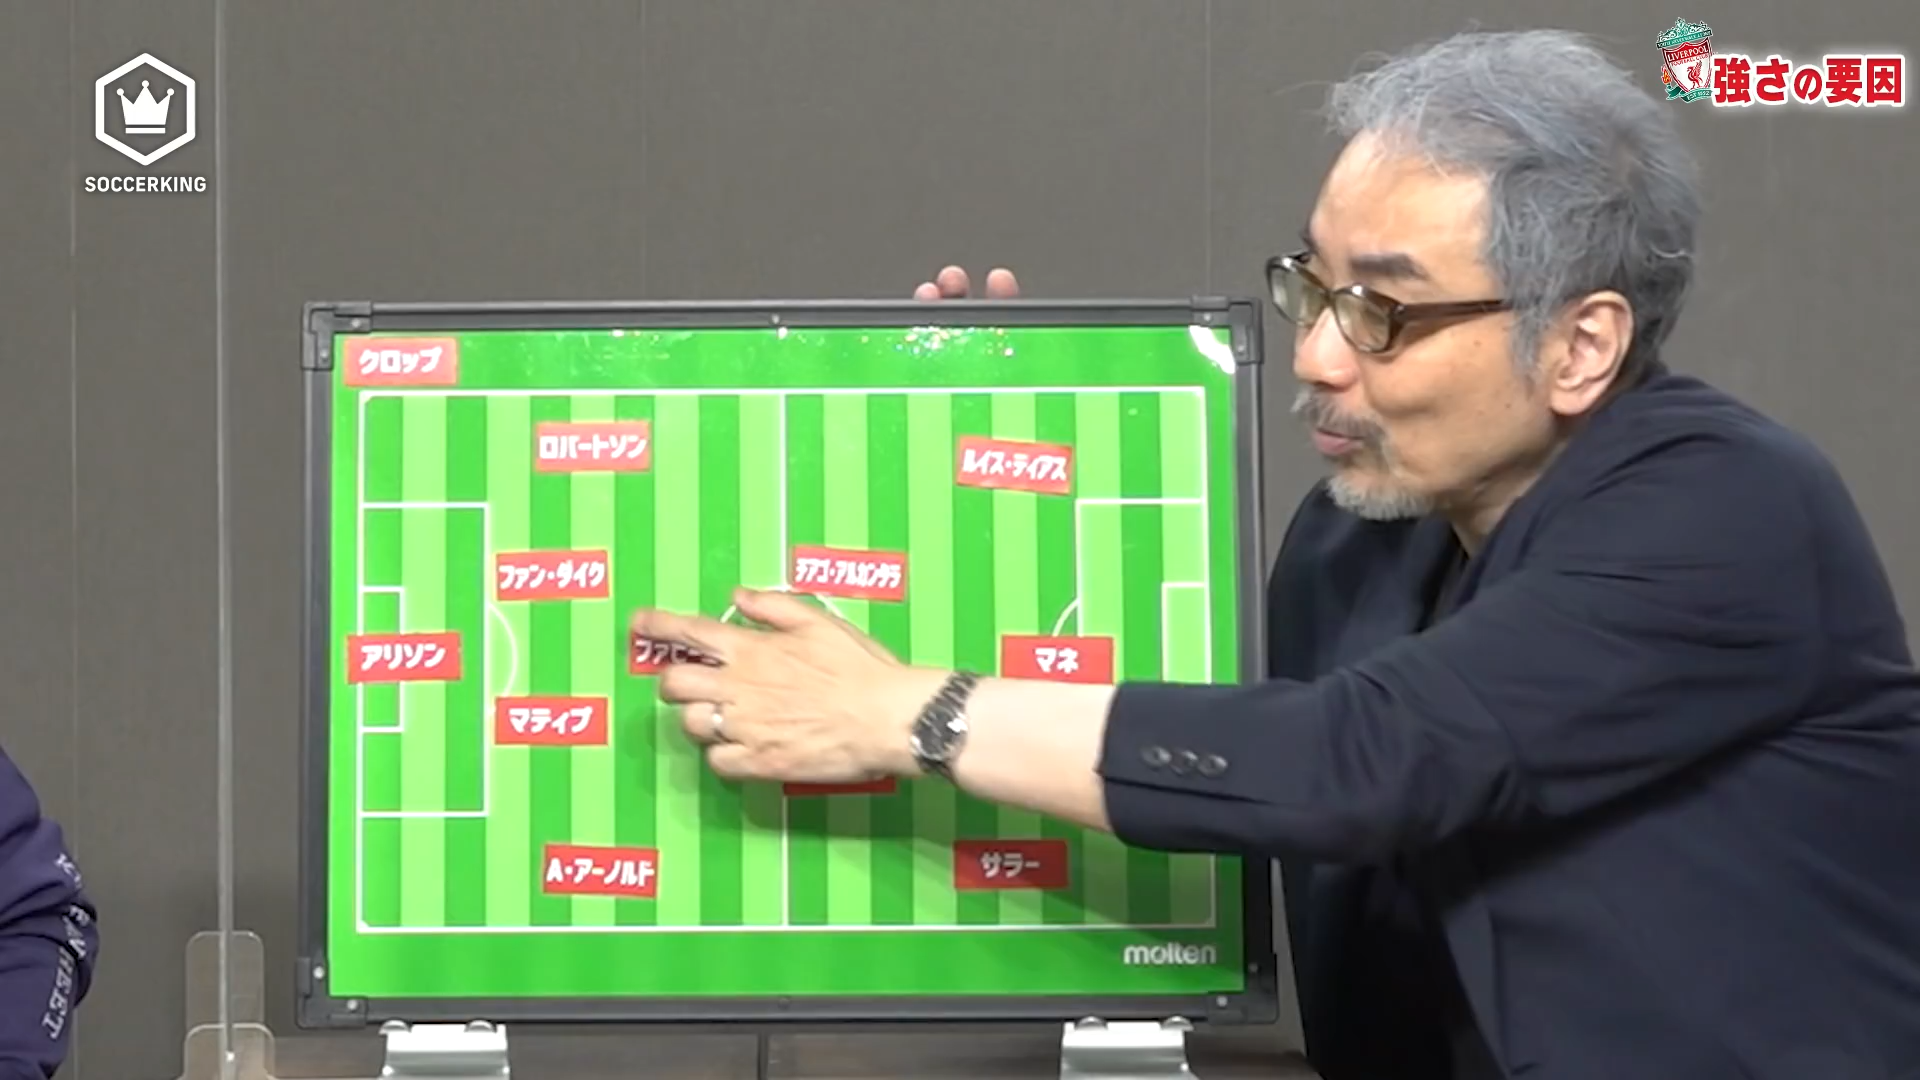 SOCCERKING
LIVERPOOL
強さの要因
クロップ
ロバートソン
ルイス・ディアス
ファン・ダイク
チアゴ・アルカンタラ
アリソン
マネ
マティプ
A・アーノルド
サラー
molten